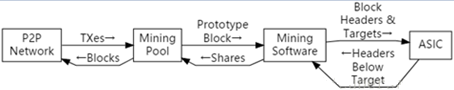 P2P
Network
TXes→
←Blocks
Mining
Pool
Prototype
Block→
←Shares
Mining
Software
Block
Headers &
Targets→
←Headers
Below
Target
ASIC